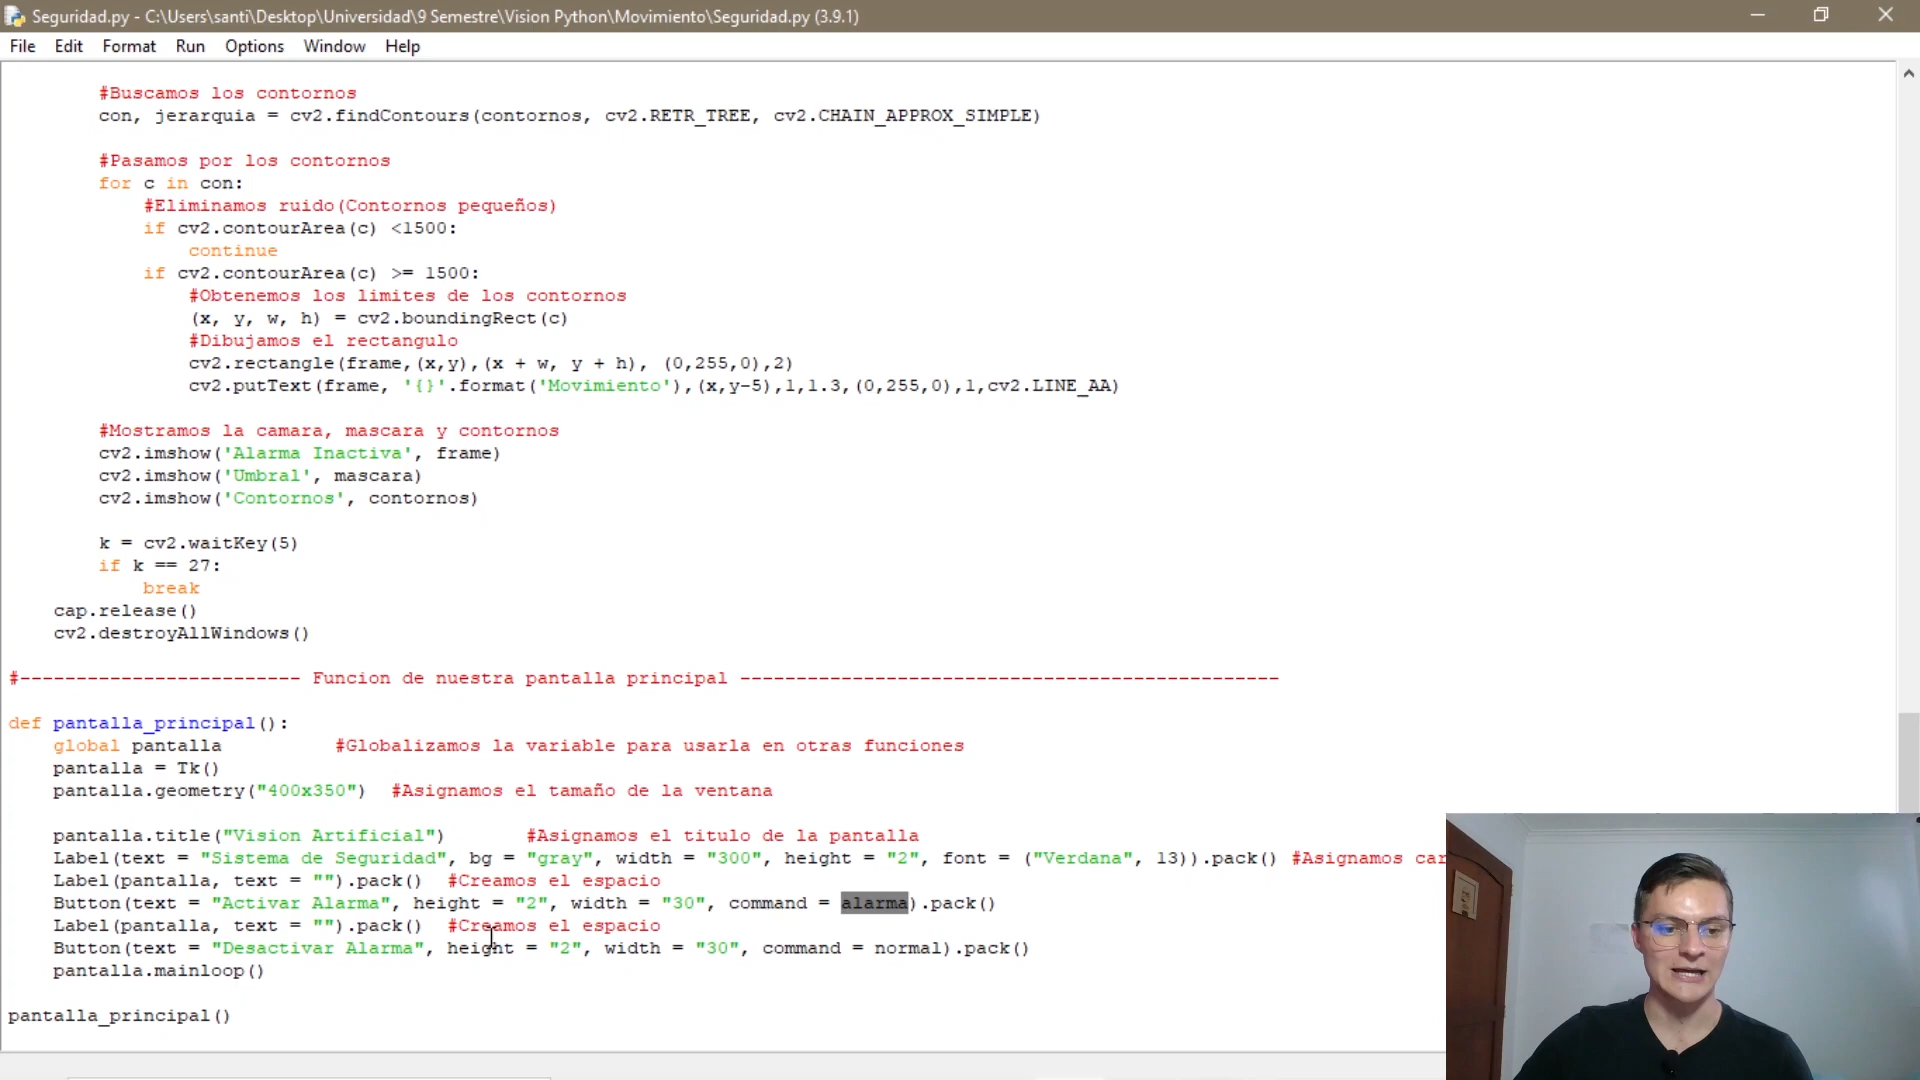 Seguridad.py - C:\Users\santi\Desktop\Universidad\9 Semestre\Vision Python\Movimiento\Seguridad.py (3.9.1)
File Edit Format Run Options Window Help
#Buscamos los contornos
con, jerarquia = cv2.findContours(contornos, cv2.RETR_TREE, cv2.CHAIN_APPROX_SIMPLE)
#Pasamos por los contornos
for c in con:
#Eliminamos ruido(Contornos pequeños)
if cv2.contourArea(c) <1500:
continue
if cv2.contourArea(c) >= 1500:
#Obtenemos los limites de los contornos
(x, y, w, h) = cv2.boundingRect(c)
#Dibujamos el rectangulo
cv2.rectangle(frame,(x,y),(x + w, y + h), (0,255,0),2)
cv2.putText(frame, '{}'.format('Movimiento'),(x,y-5),1,1.3,(0,255,0),1,cv2.LINE_AA)
#Mostramos la camara, mascara y contornos
cv2.imshow('Alarma Inactiva', frame)
cv2.imshow('Umbral', mascara)
cv2.imshow('Contornos', contornos)
k = cv2.waitKey(5)
if k == 27:
break
cap.release()
cv2.destroyAllWindows()
#------------------------- Funcion de nuestra pantalla principal ------------------------------------------------
def pantalla_principal():
global pantalla #Globalizamos la variable para usarla en otras funciones
pantalla = Tk()
pantalla.geometry("400x350") #Asignamos el tamaño de la ventana
pantalla.title("Vision Artificial") #Asignamos el titulo de la pantalla
Label(text = "Sistema de Seguridad", bg = "gray", width = "300", height = "2", font = ("Verdana", 13)).pack() #Asignamos car
Label(pantalla, text = "").pack() #Creamos el espacio
Button(text = "Activar Alarma", height = "2", width = "30", command = alarma).pack()
Label(pantalla, text = "").pack() #Creamos el espacio
Button(text = "Desactivar Alarma", height = "2", width = "30", command = normal).pack()
pantalla.mainloop()
pantalla_principal()